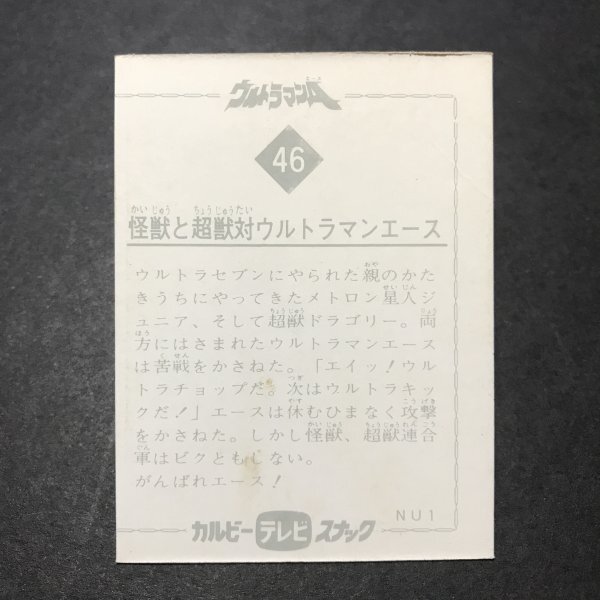 ウルトラマンA
46
怪獣と超獣対ウルトラマンエース
ウルトラセブンにやられた親のかた
きうちにやってきたメトロン星人ジ
ュニア、そして超獣ドラゴリー。両
方にはさまれたウルトラマンエース
は苦戦をかさねた。「エイッ!ウル
トラチョップだ。次はウルトラキッ
クだ!」エースは休むひまなく攻撃
をかさねた。しかし怪獣、超獣連合
軍はビクともしない。
がんばれエース!
NU1
カルビーテレビスナック